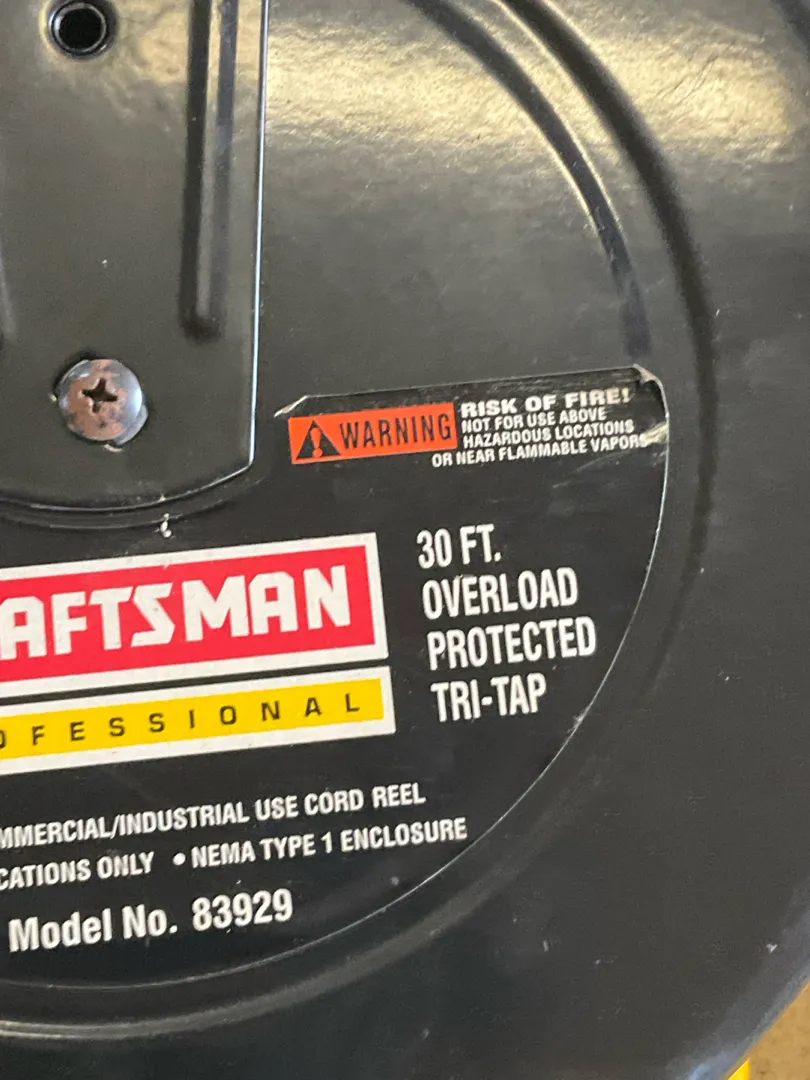 WARNING
RISK OF FIRE!
NOT FOR USE ABOVE
HAZARDOUS LOCATIONS
OR NEAR FLAMMABLE VAPORS
30 FT.
OVERLOAD
PROTECTED
TRI-TAP
AFTSMAN
OFESSIONAL
MMERCIAL/INDUSTRIAL USE CORD REEL
CATIONS ONLY • NEMA TYPE 1 ENCLOSURE
Model No. 83929